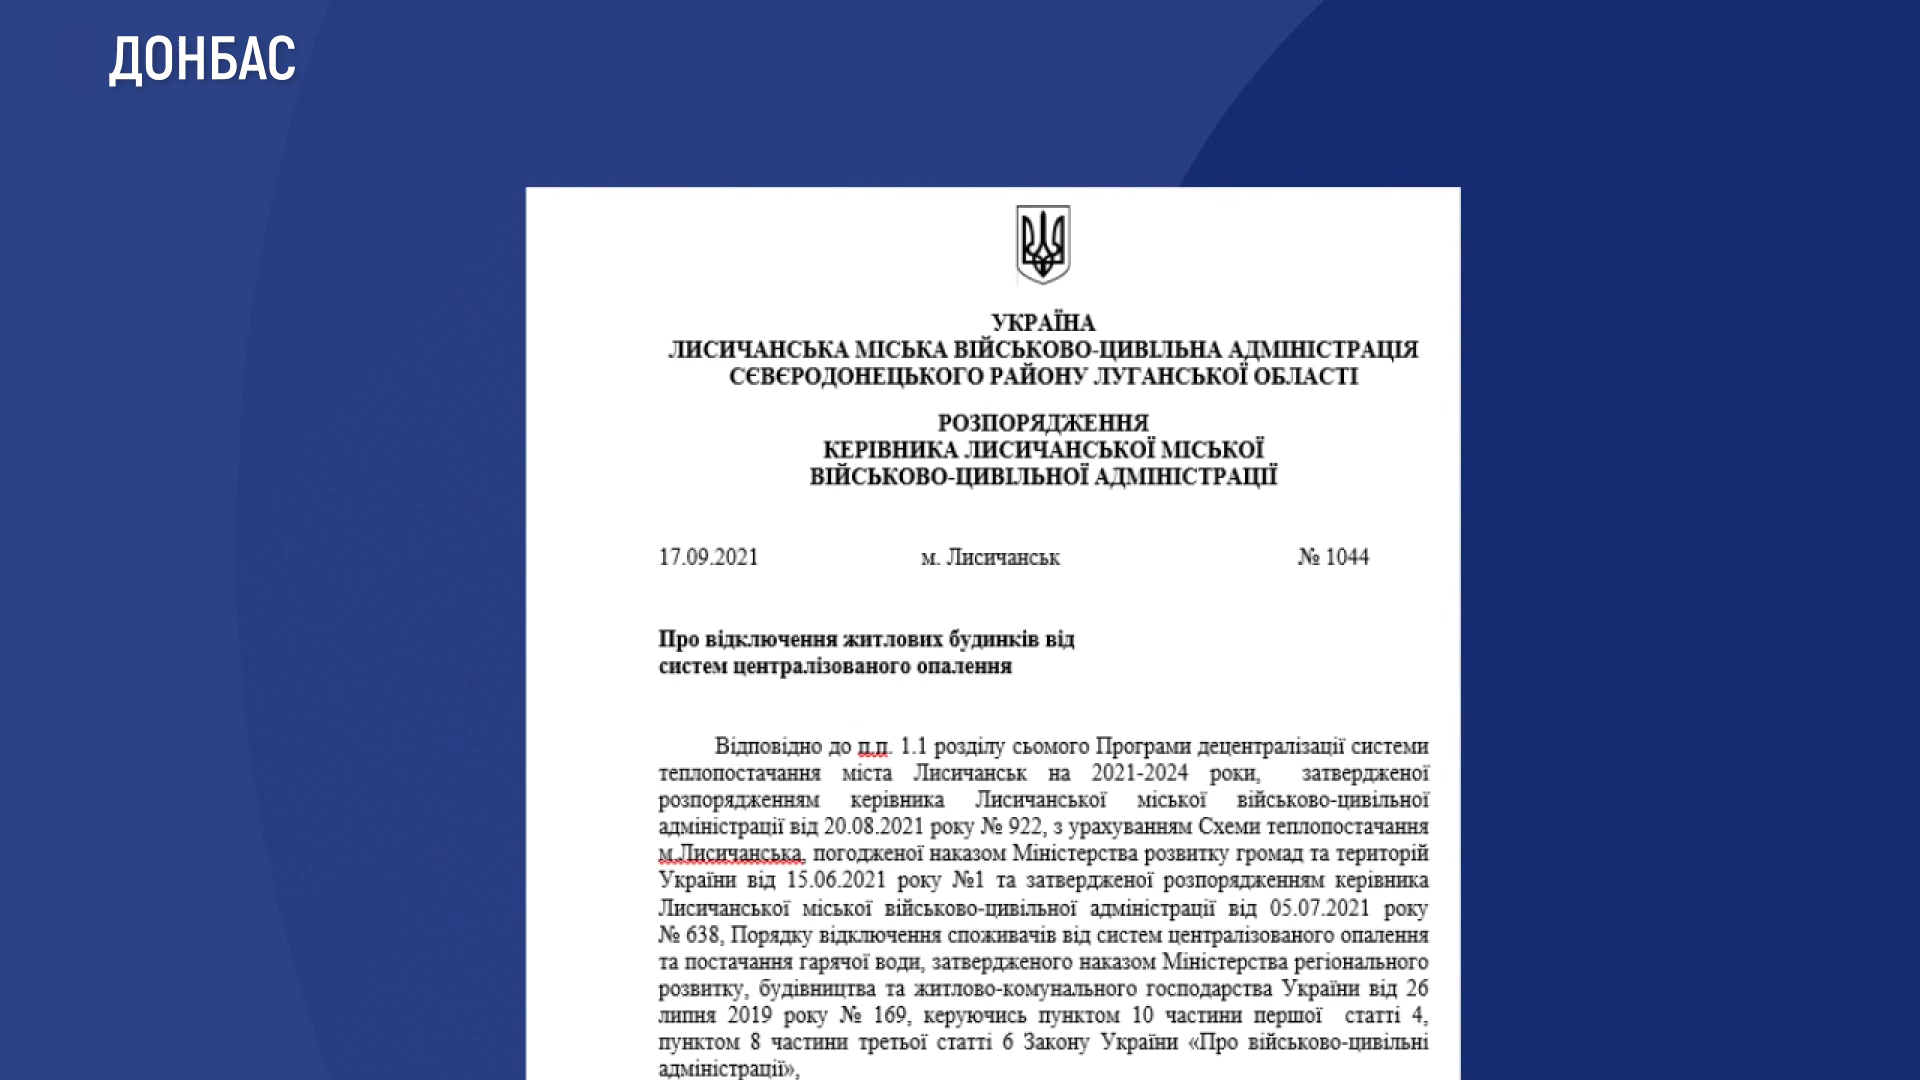 ДОНБАС
УКРАЇНА
ЛИСИЧАНСЬКА МІСЬКА ВІЙСЬКОВО-ЦИВІЛЬНА АДМІНІСТРАЦІЯ
СЄВЄРОДОНЕЦЬКОГО РАЙОНУ ЛУГАНСЬКОЇ ОБЛАСТІ
РОЗПОРЯДЖЕННЯ
КЕРІВНИКА ЛИСИЧАНСЬКОЇ МІСЬКОЇ
ВІЙСЬКОВО-ЦИВІЛЬНОЇ АДМІНІСТРАЦІЇ
17.09.2021 м. Лисичанськ № 1044
Про відключення житлових будинків від
систем централізованого опалення
Відповідно до п.п. 1.1 розділу сьомого Програми децентралізації системи
теплопостачання міста Лисичанськ на 2021-2024 роки, затвердженої
розпорядженням керівника Лисичанської міської військово-цивільної
адміністрації від 20.08.2021 року № 922, з урахуванням Схеми теплопостачання
м.Лисичанська, погодженої наказом Міністерства розвитку громад та територій
України від 15.06.2021 року №1 та затвердженої розпорядженням керівника
Лисичанської міської військово-цивільної адміністрації від 05.07.2021 року
№ 638, Порядку відключення споживачів від систем централізованого опалення
та постачання гарячої води, затвердженого наказом Міністерства регіонального
розвитку, будівництва та житлово-комунального господарства України від 26
липня 2019 року № 169, керуючись пунктом 10 частини першої статті 4,
пунктом 8 частини третьої статті 6 Закону України «Про військово-цивільні
адміністрації»,